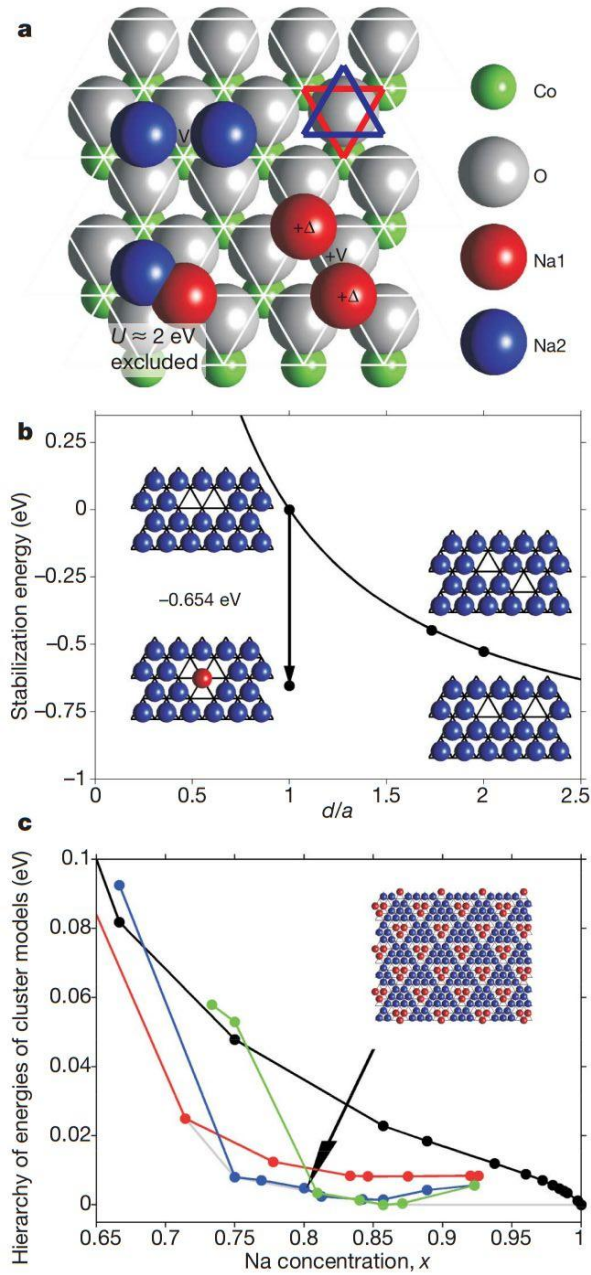 a
Co
V
O
+Δ
+V
Na1
+Δ
U ≈ 2 eV
excluded
Na2
b
Stabilization energy (eV)
0.25
0
−0.25
−0.5
−0.75
−1
−0.654 eV
0 0.5 1 1.5 2 2.5
d/a
c
Hierarchy of energies of cluster models (eV)
0.1
0.08
0.06
0.04
0.02
0
0.65 0.7 0.75 0.8 0.85 0.9 0.95 1
Na concentration, x